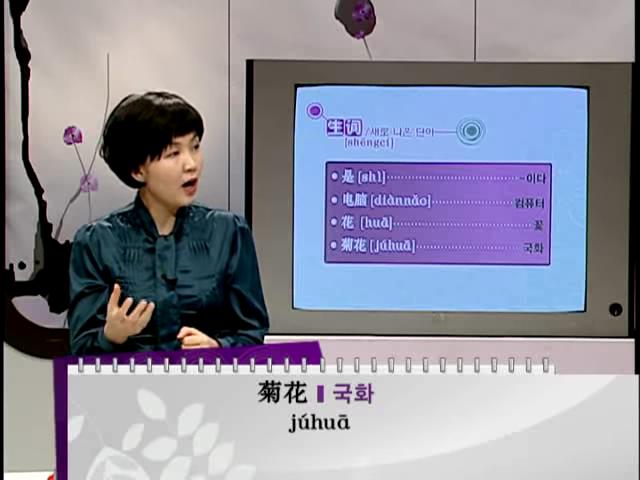 生词 /새로 나온 단어
[shēngcí]
是 [shì] ··· -이다
电脑 [diànnǎo] ··· 컴퓨터
花 [huā] ··· 꽃
菊花 [júhuā] ··· 국화
菊花 국화
júhuā